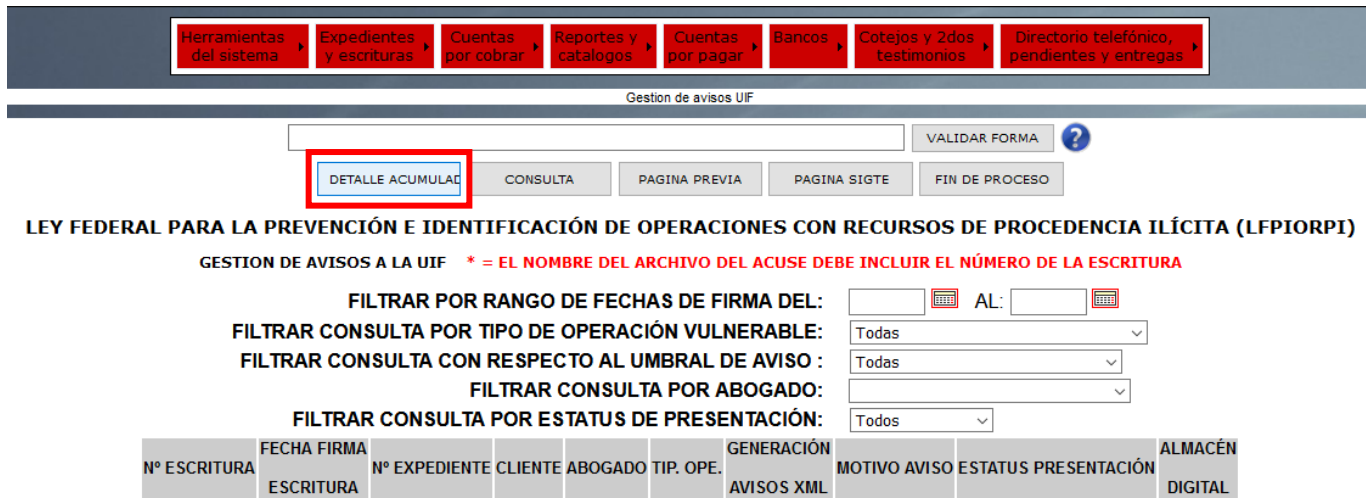 Herramientas del sistema
Expedientes y escrituras
Cuentas por cobrar
Reportes y catalogos
Cuentas por pagar
Bancos
Cotejos y 2dos testimonios
Directorio telefónico, pendientes y entregas
Gestion de avisos UIF
VALIDAR FORMA ?
DETALLE ACUMULAD CONSULTA PAGINA PREVIA PAGINA SIGTE FIN DE PROCESO
LEY FEDERAL PARA LA PREVENCIÓN E IDENTIFICACIÓN DE OPERACIONES CON RECURSOS DE PROCEDENCIA ILÍCITA (LFPIORPI)
GESTION DE AVISOS A LA UIF * = EL NOMBRE DEL ARCHIVO DEL ACUSE DEBE INCLUIR EL NÚMERO DE LA ESCRITURA
FILTRAR POR RANGO DE FECHAS DE FIRMA DEL: AL:
FILTRAR CONSULTA POR TIPO DE OPERACIÓN VULNERABLE: Todas
FILTRAR CONSULTA CON RESPECTO AL UMBRAL DE AVISO : Todas
FILTRAR CONSULTA POR ABOGADO:
FILTRAR CONSULTA POR ESTATUS DE PRESENTACIÓN: Todos
Nº ESCRITURA
FECHA FIRMA ESCRITURA
Nº EXPEDIENTE
CLIENTE
ABOGADO
TIP. OPE.
GENERACIÓN AVISOS XML
MOTIVO AVISO
ESTATUS PRESENTACIÓN
ALMACÉN DIGITAL